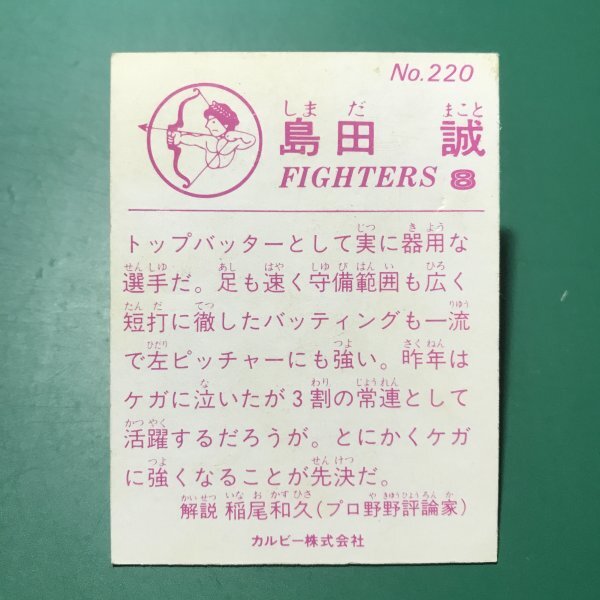 No.220
しまだ まこと
島田 誠
FIGHTERS 8
トップバッターとして実に器用な
選手だ。足も速く守備範囲も広く
短打に徹したバッティングも一流
で左ピッチャーにも強い。昨年は
ケガに泣いたが3割の常連として
活躍するだろうが。とにかくケガ
に強くなることが先決だ。
解説 稲尾和久(プロ野野評論家)
カルビー株式会社